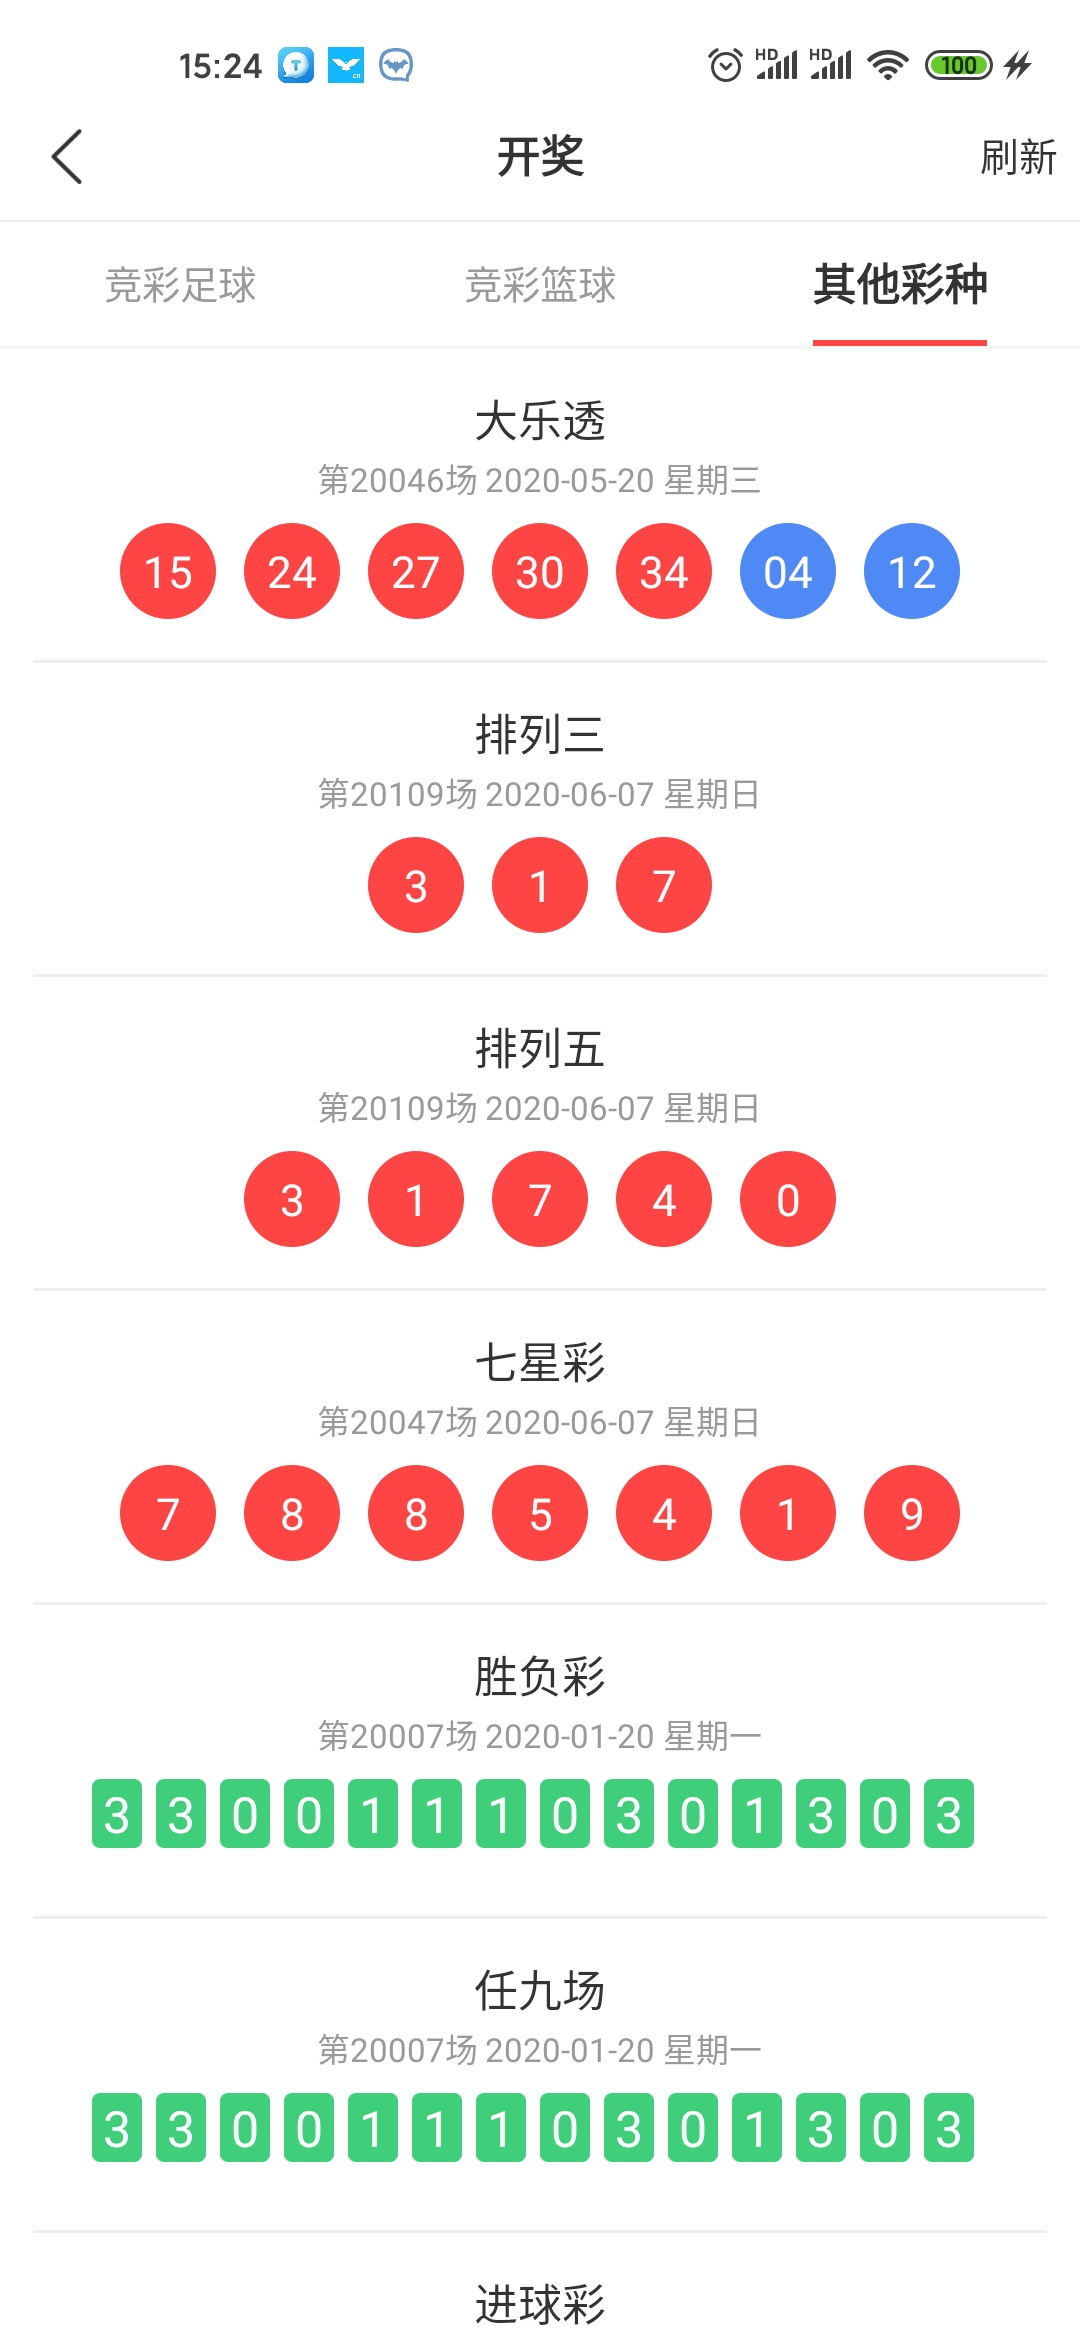 15:24
HD HD 100
开奖
刷新
竞彩足球 竞彩篮球 其他彩种
大乐透
第20046场 2020-05-20 星期三
15 24 27 30 34 04 12
排列三
第20109场 2020-06-07 星期日
3 1 7
排列五
第20109场 2020-06-07 星期日
3 1 7 4 0
七星彩
第20047场 2020-06-07 星期日
7 8 8 5 4 1 9
胜负彩
第20007场 2020-01-20 星期一
3 3 0 0 1 1 1 0 3 0 1 3 0 3
任九场
第20007场 2020-01-20 星期一
3 3 0 0 1 1 1 0 3 0 1 3 0 3
进球彩